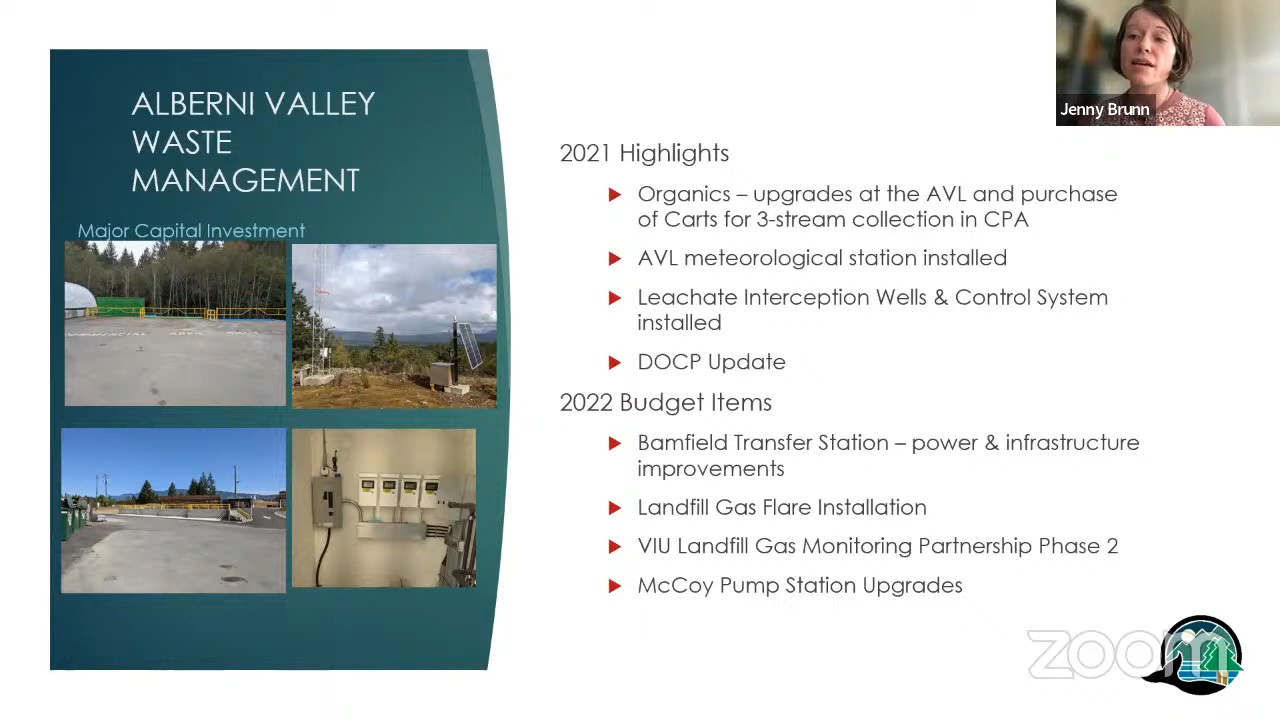 ALBERNI VALLEY
WASTE
MANAGEMENT
Major Capital Investment
Jenny Brunn
2021 Highlights
Organics – upgrades at the AVL and purchase
of Carts for 3-stream collection in CPA
AVL meteorological station installed
Leachate Interception Wells & Control System
installed
DOCP Update
2022 Budget Items
Bamfield Transfer Station – power & infrastructure
improvements
Landfill Gas Flare Installation
VIU Landfill Gas Monitoring Partnership Phase 2
McCoy Pump Station Upgrades
zoom